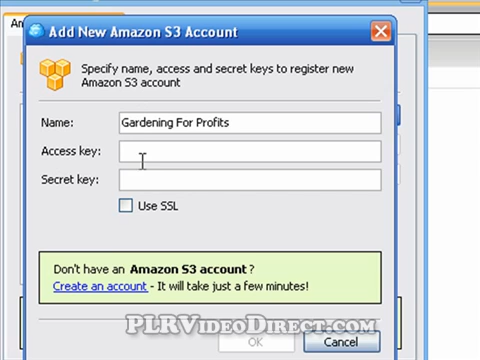 Add New Amazon S3 Account
An
Specify name, access and secret keys to register new
Amazon S3 account
Name: Gardening For Profits
Access key:
Secret key:
Use SSL
Don't have an Amazon S3 account?
Create an account - It will take just a few minutes!
PLRVideoDirect.com
OK Cancel